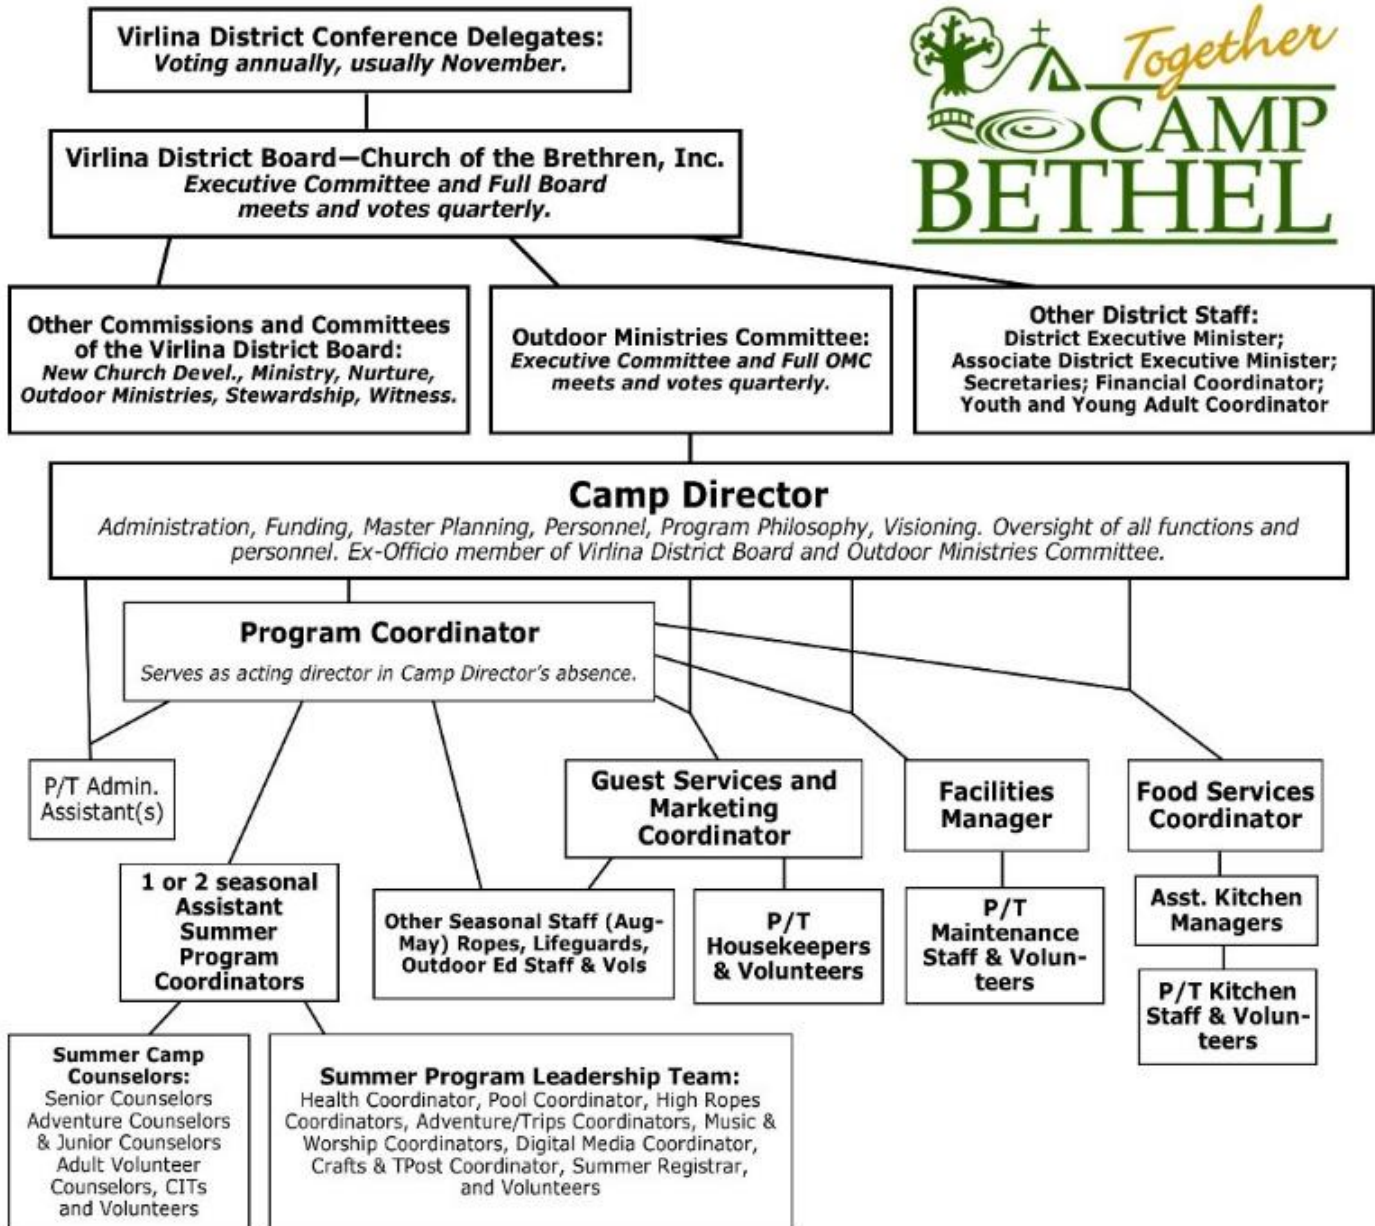 Virlina District Conference Delegates:
Voting annually, usually November.
Together
CAMP
BETHEL
Virlina District Board—Church of the Brethren, Inc.
Executive Committee and Full Board
meets and votes quarterly.
Other Commissions and Committees
of the Virlina District Board:
New Church Devel., Ministry, Nurture,
Outdoor Ministries, Stewardship, Witness.
Outdoor Ministries Committee:
Executive Committee and Full OMC
meets and votes quarterly.
Other District Staff:
District Executive Minister;
Associate District Executive Minister;
Secretaries; Financial Coordinator;
Youth and Young Adult Coordinator
Camp Director
Administration, Funding, Master Planning, Personnel, Program Philosophy, Visioning. Oversight of all functions and
personnel. Ex-Officio member of Virlina District Board and Outdoor Ministries Committee.
Program Coordinator
Serves as acting director in Camp Director's absence.
P/T Admin.
Assistant(s)
Guest Services and
Marketing
Coordinator
Facilities
Manager
Food Services
Coordinator
1 or 2 seasonal
Assistant
Summer
Program
Coordinators
Other Seasonal Staff (Aug-
May) Ropes, Lifeguards,
Outdoor Ed Staff & Vols
P/T
Housekeepers
& Volunteers
P/T
Maintenance
Staff & Volun-
teers
Asst. Kitchen
Managers
P/T Kitchen
Staff & Volun-
teers
Summer Camp
Counselors:
Senior Counselors
Adventure Counselors
& Junior Counselors
Adult Volunteer
Counselors, CITs
and Volunteers
Summer Program Leadership Team:
Health Coordinator, Pool Coordinator, High Ropes
Coordinators, Adventure/Trips Coordinators, Music &
Worship Coordinators, Digital Media Coordinator,
Crafts & TPost Coordinator, Summer Registrar,
and Volunteers